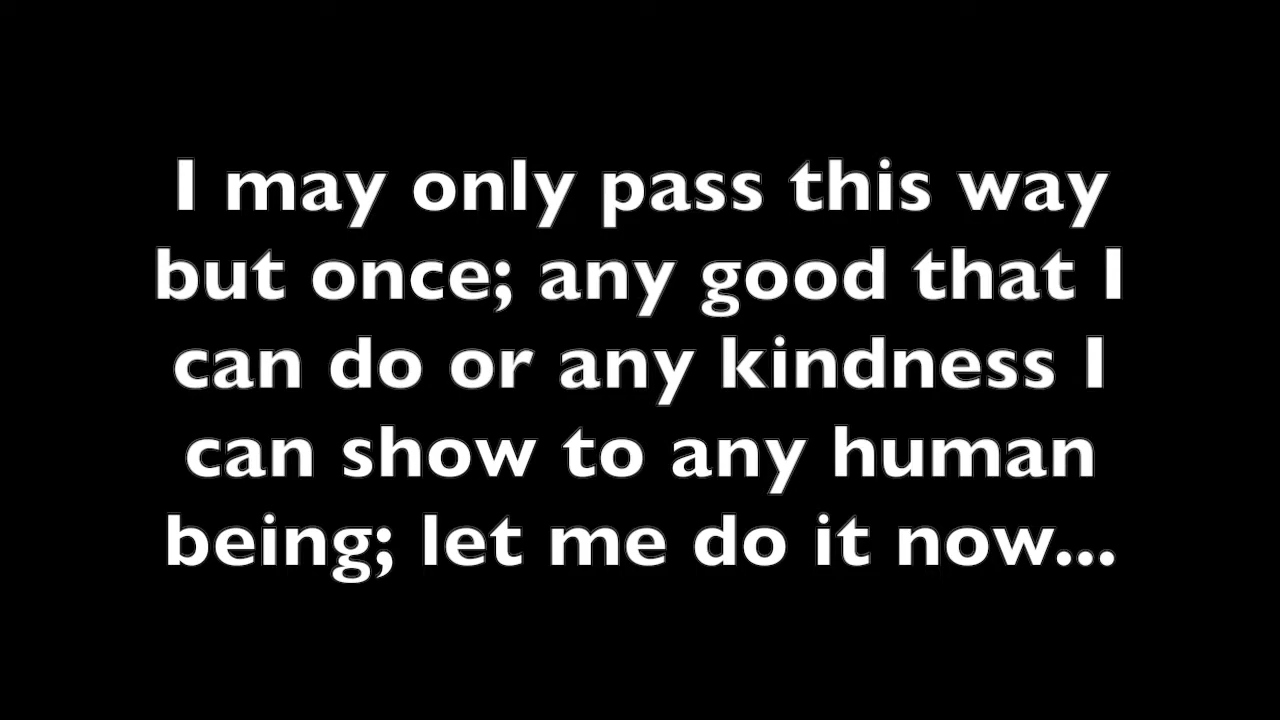 I may only pass this way
but once; any good that I
can do or any kindness I
can show to any human
being; let me do it now...